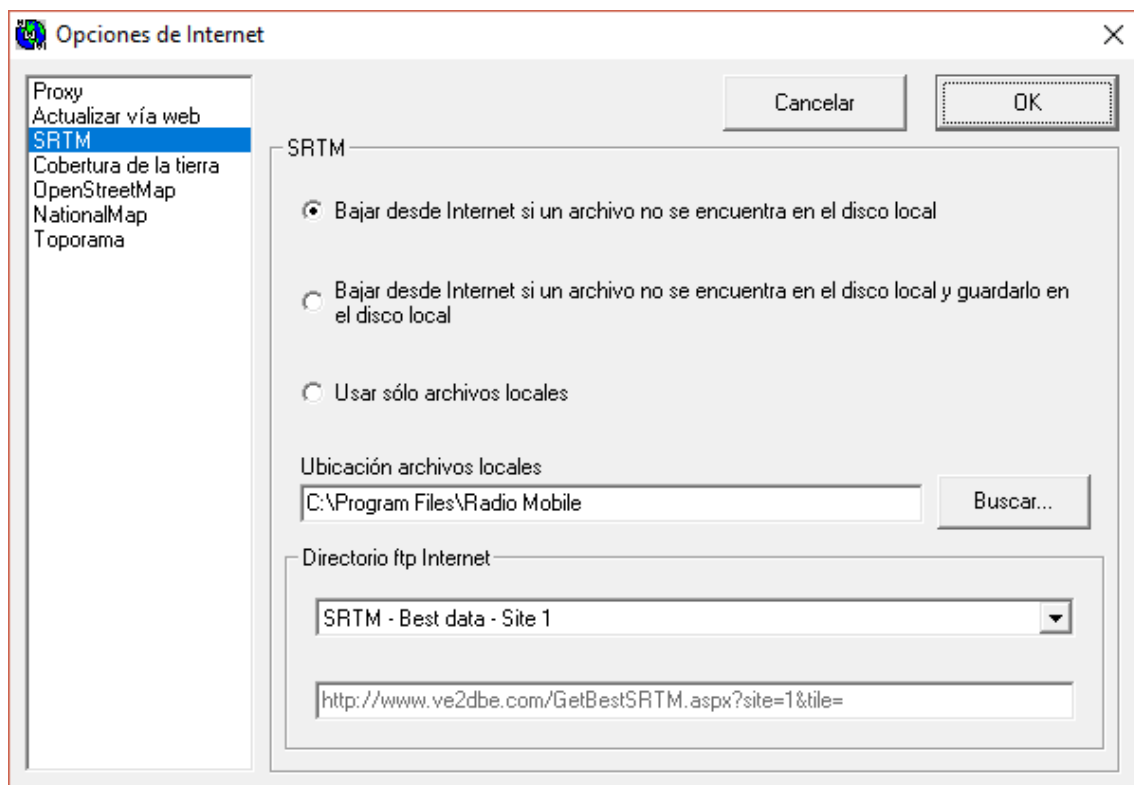 Opciones de Internet
Proxy
Actualizar vía web
SRTM
Cobertura de la tierra
OpenStreetMap
NationalMap
Toporama
Cancelar
OK
SRTM
Bajar desde Internet si un archivo no se encuentra en el disco local
Bajar desde Internet si un archivo no se encuentra en el disco local y guardarlo en
el disco local
Usar sólo archivos locales
Ubicación archivos locales
C:\Program Files\Radio Mobile
Buscar...
Directorio ftp Internet
SRTM - Best data - Site 1
http://www.ve2dbe.com/GetBestSRTM.aspx?site=1&tile=